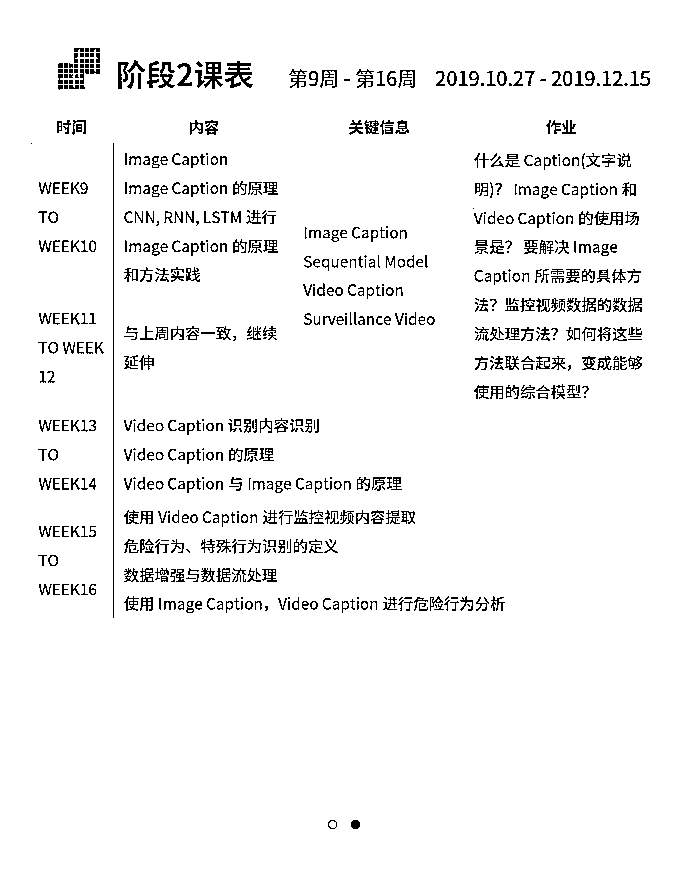 阶段2课表 第9周 - 第16周 2019.10.27 - 2019.12.15
时间 内容 关键信息 作业
WEEK9
TO
WEEK10
Image Caption
Image Caption 的原理
CNN, RNN, LSTM 进行
Image Caption 的原理
和方法实践
WEEK11
TO WEEK
12
与上周内容一致，继续
延伸
Image Caption
Sequential Model
Video Caption
Surveillance Video
什么是 Caption(文字说
明)？ Image Caption 和
Video Caption 的使用场
景是？ 要解决 Image
Caption 所需要的具体方
法？监控视频数据的数据
流处理方法？如何将这些
方法联合起来，变成能够
使用的综合模型？
WEEK13
TO
WEEK14
Video Caption 识别内容识别
Video Caption 的原理
Video Caption 与 Image Caption 的原理
WEEK15
TO
WEEK16
使用 Video Caption 进行监控视频内容提取
危险行为、特殊行为识别的定义
数据增强与数据流处理
使用 Image Caption，Video Caption 进行危险行为分析